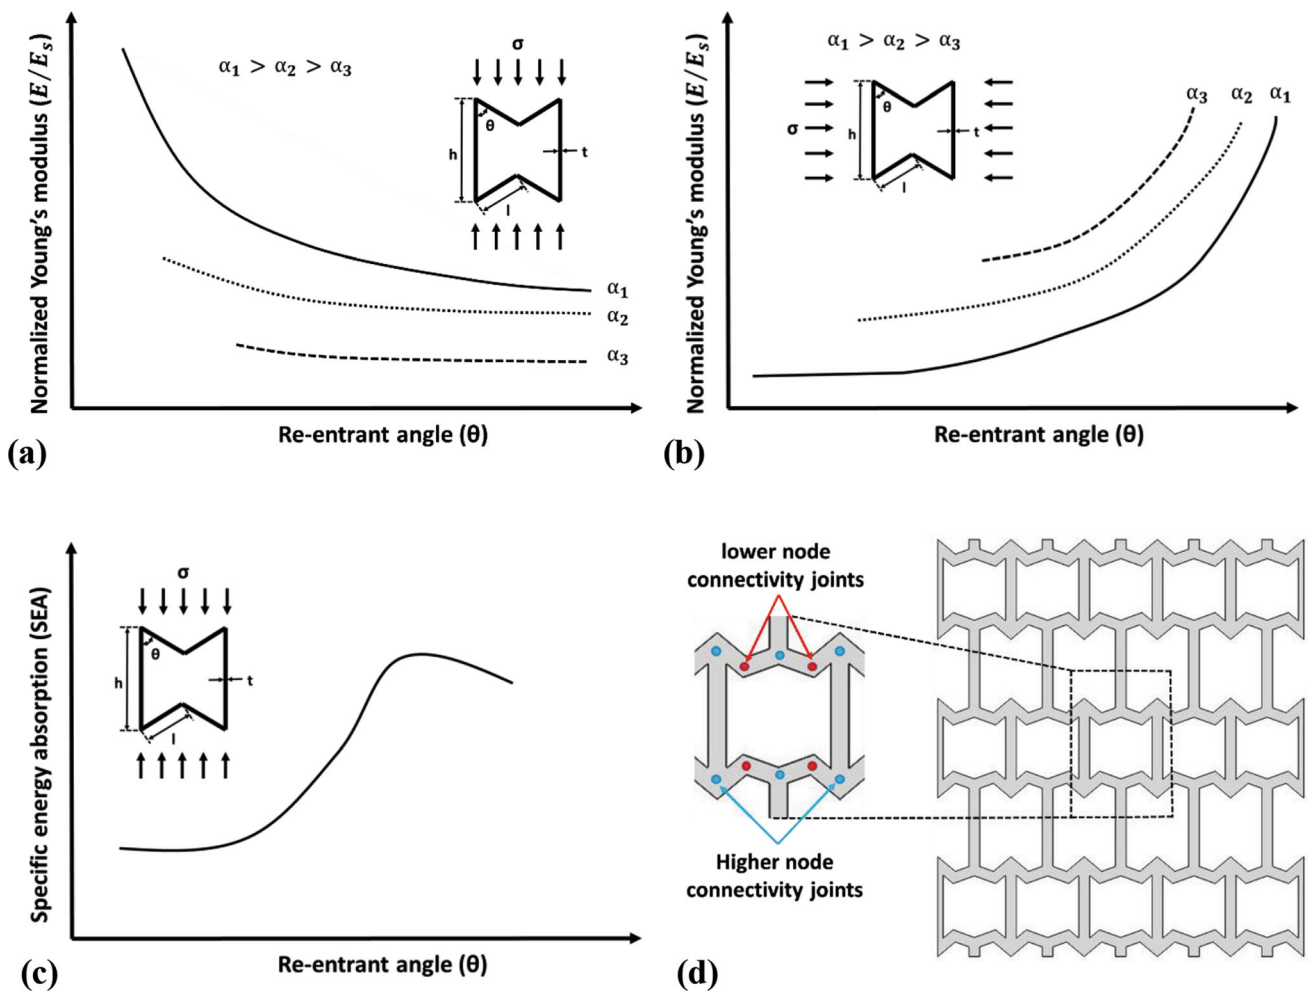 Normalized Young's modulus (E/Eₛ)
α₁ > α₂ > α₃
σ
θ
h
t
l
α₁
α₂
α₃
Re-entrant angle (θ)
(a)
Normalized Young's modulus (E/Eₛ)
α₁ > α₂ > α₃
σ
θ
h
t
l
α₃
α₂
α₁
Re-entrant angle (θ)
(b)
Specific energy absorption (SEA)
σ
θ
h
t
l
Re-entrant angle (θ)
(c)
lower node
connectivity joints
Higher node
connectivity joints
(d)